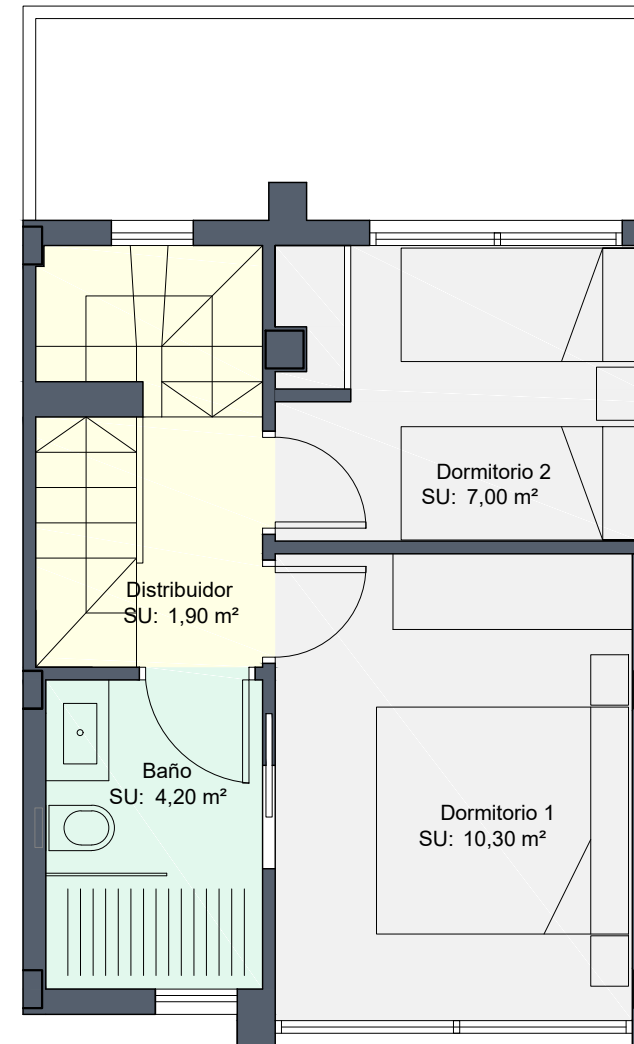 Dormitorio 2
SU: 7,00 m²
Distribuidor
SU: 1,90 m²
Baño
SU: 4,20 m²
Dormitorio 1
SU: 10,30 m²